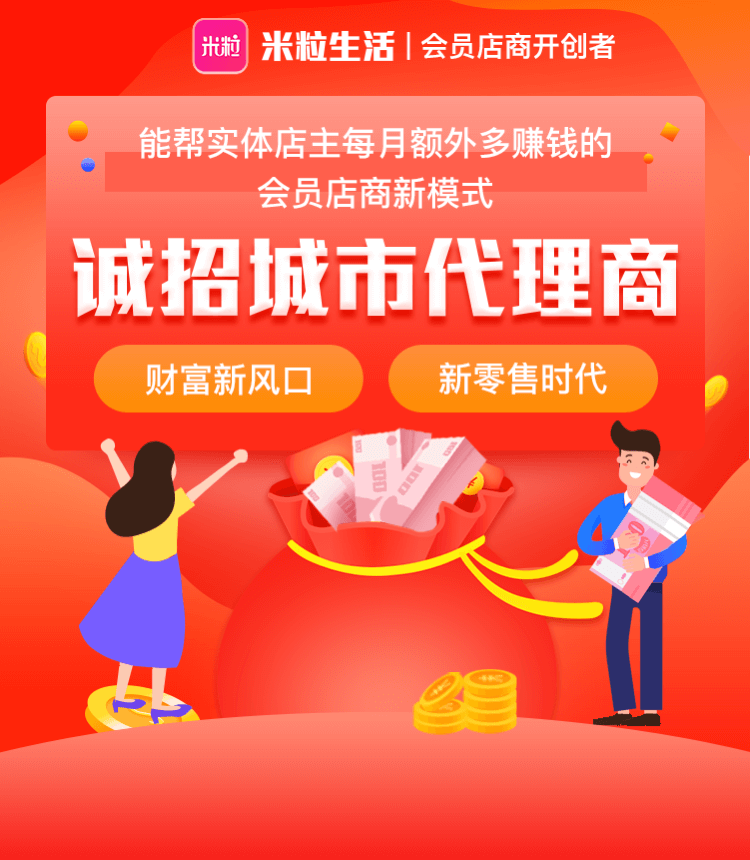 米粒 米粒生活 | 会员店商开创者
能帮实体店主每月额外多赚钱的
会员店商新模式
诚招城市代理商
财富新风口 新零售时代
100 100